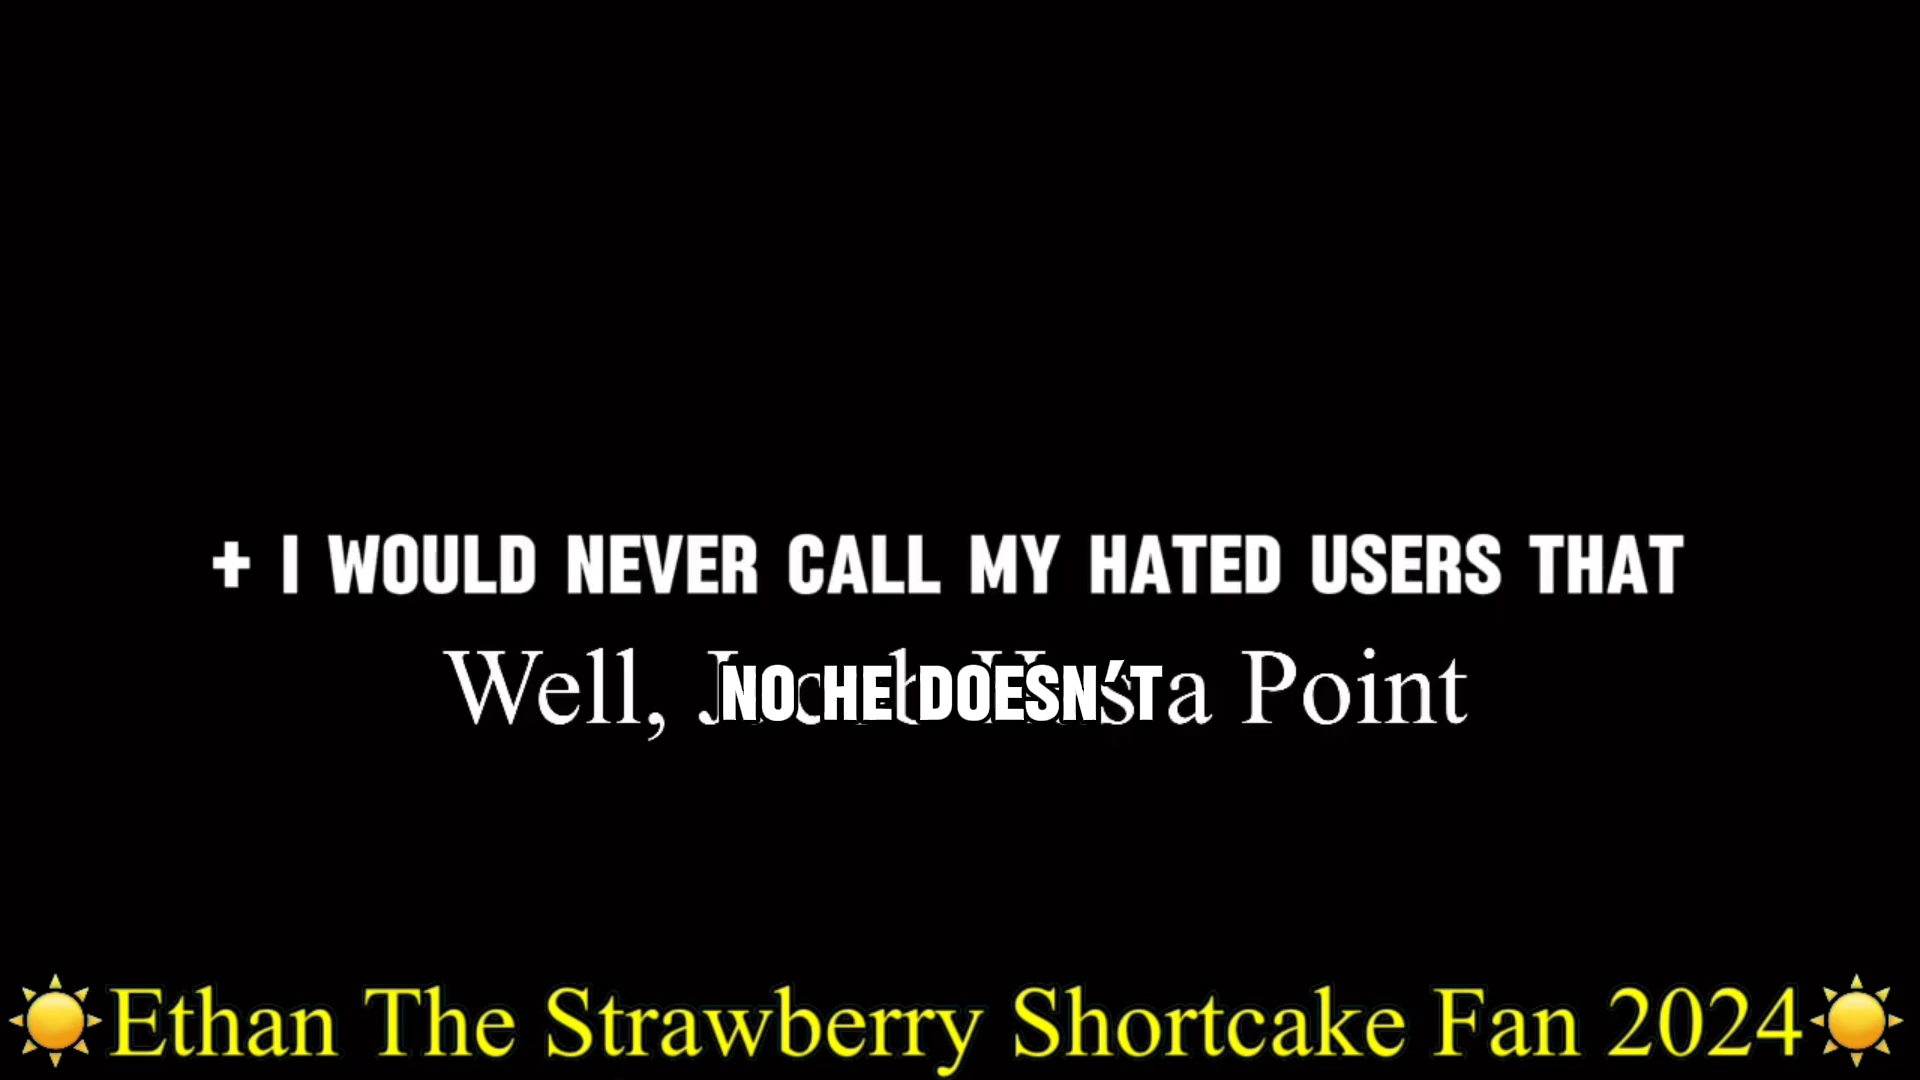 + I WOULD NEVER CALL MY HATED USERS THAT
Well, a Point
NO HE DOESN'T
Ethan The Strawberry Shortcake Fan 2024